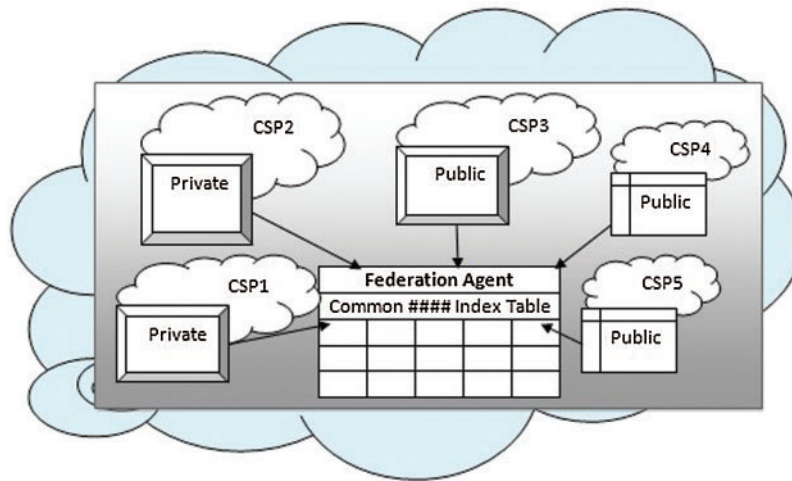 CSP2
Private
CSP3
Public
CSP4
Public
CSP1
Private
Federation Agent
Common #### Index Table
CSP5
Public